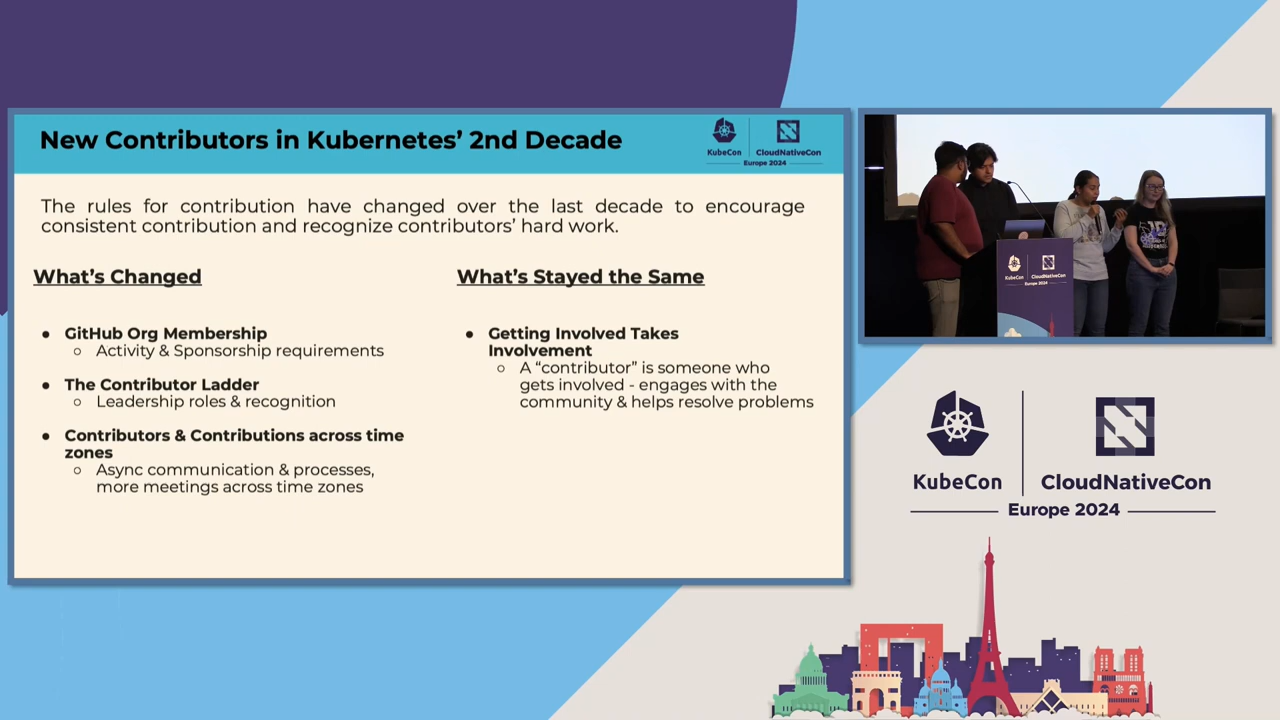 New Contributors in Kubernetes' 2nd Decade
KubeCon
CloudNativeCon
Europe 2024
The rules for contribution have changed over the last decade to encourage
consistent contribution and recognize contributors' hard work.
What's Changed
● GitHub Org Membership
○ Activity & Sponsorship requirements
● The Contributor Ladder
○ Leadership roles & recognition
● Contributors & Contributions across time
zones
○ Async communication & processes,
more meetings across time zones
What's Stayed the Same
● Getting Involved Takes
Involvement
○ A “contributor” is someone who
gets involved - engages with the
community & helps resolve problems
KubeCon
CloudNativeCon
Europe 2024
KubeCon
CloudNativeCon
Europe 2024